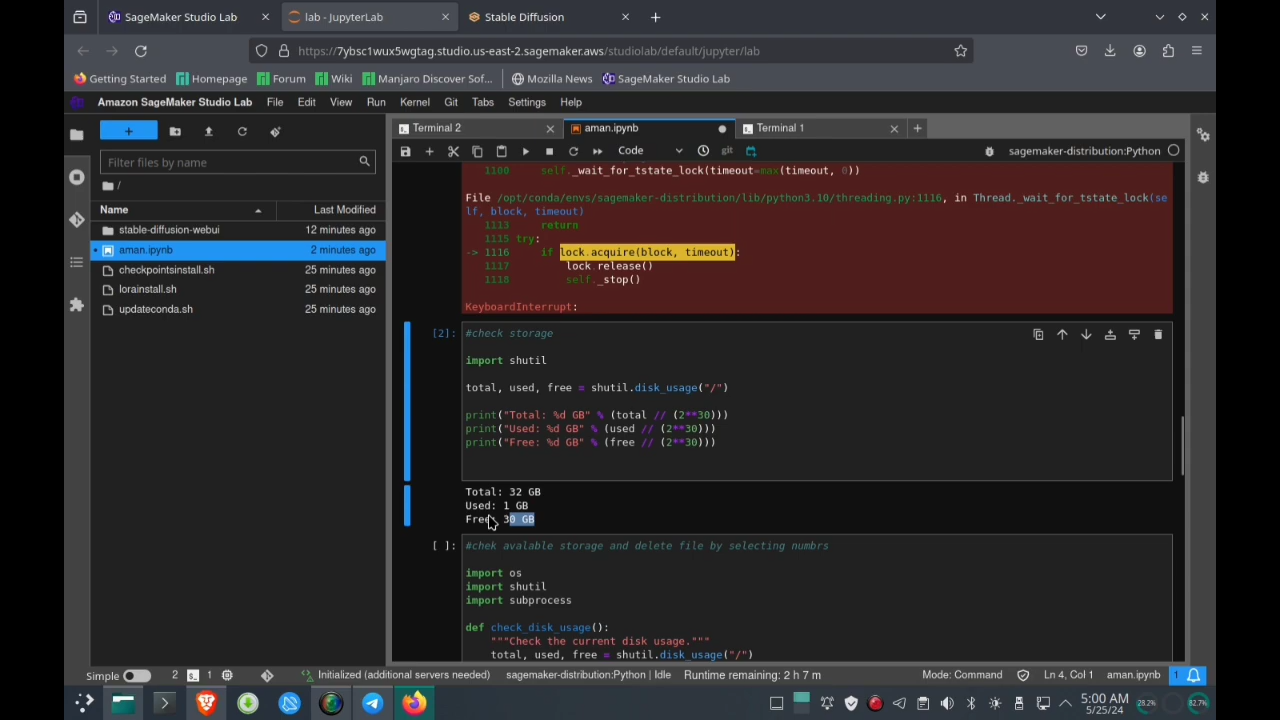 SageMaker Studio Lab
lab - JupyterLab
Stable Diffusion
https://7ybsc1wux5wgtag.studio.us-east-2.sagemaker.aws/studiolab/default/jupyter/lab
Getting Started
Homepage
Forum
Wiki
Manjaro Discover Sof...
Mozilla News
SageMaker Studio Lab
Amazon SageMaker Studio Lab
File Edit View Run Kernel Git Tabs Settings Help
Terminal 2
aman.ipynb
Terminal 1
Filter files by name
Code
git
sagemaker-distribution:Python
/
Name
Last Modified
stable-diffusion-webui 12 minutes ago
aman.ipynb 2 minutes ago
checkpointsinstall.sh 25 minutes ago
lorainstall.sh 25 minutes ago
updateconda.sh 25 minutes ago
1100 self._wait_for_tstate_lock(timeout=max(timeout, 0))
File /opt/conda/envs/sagemaker-distribution/lib/python3.10/threading.py:1116, in Thread._wait_for_tstate_lock(se
lf, block, timeout)
1113 return
1115 try:
-> 1116 if lock.acquire(block, timeout):
1117 lock.release()
1118 self._stop()
KeyboardInterrupt:
[2]: #check storage
import shutil
total, used, free = shutil.disk_usage("/")
print("Total: %d GB" % (total // (2**30)))
print("Used: %d GB" % (used // (2**30)))
print("Free: %d GB" % (free // (2**30)))
Total: 32 GB
Used: 1 GB
Free: 30 GB
[ ]: #chek avalable storage and delete file by selecting numbrs
import os
import shutil
import subprocess
def check_disk_usage():
"""Check the current disk usage."""
total, used, free = shutil.disk_usage("/")
Simple
2
1
Initialized (additional servers needed)
sagemaker-distribution:Python | Idle
Runtime remaining: 2 h 7 m
Mode: Command
Ln 4, Col 1
aman.ipynb
1
5:00 AM
5/25/24
28.2%
82.7%